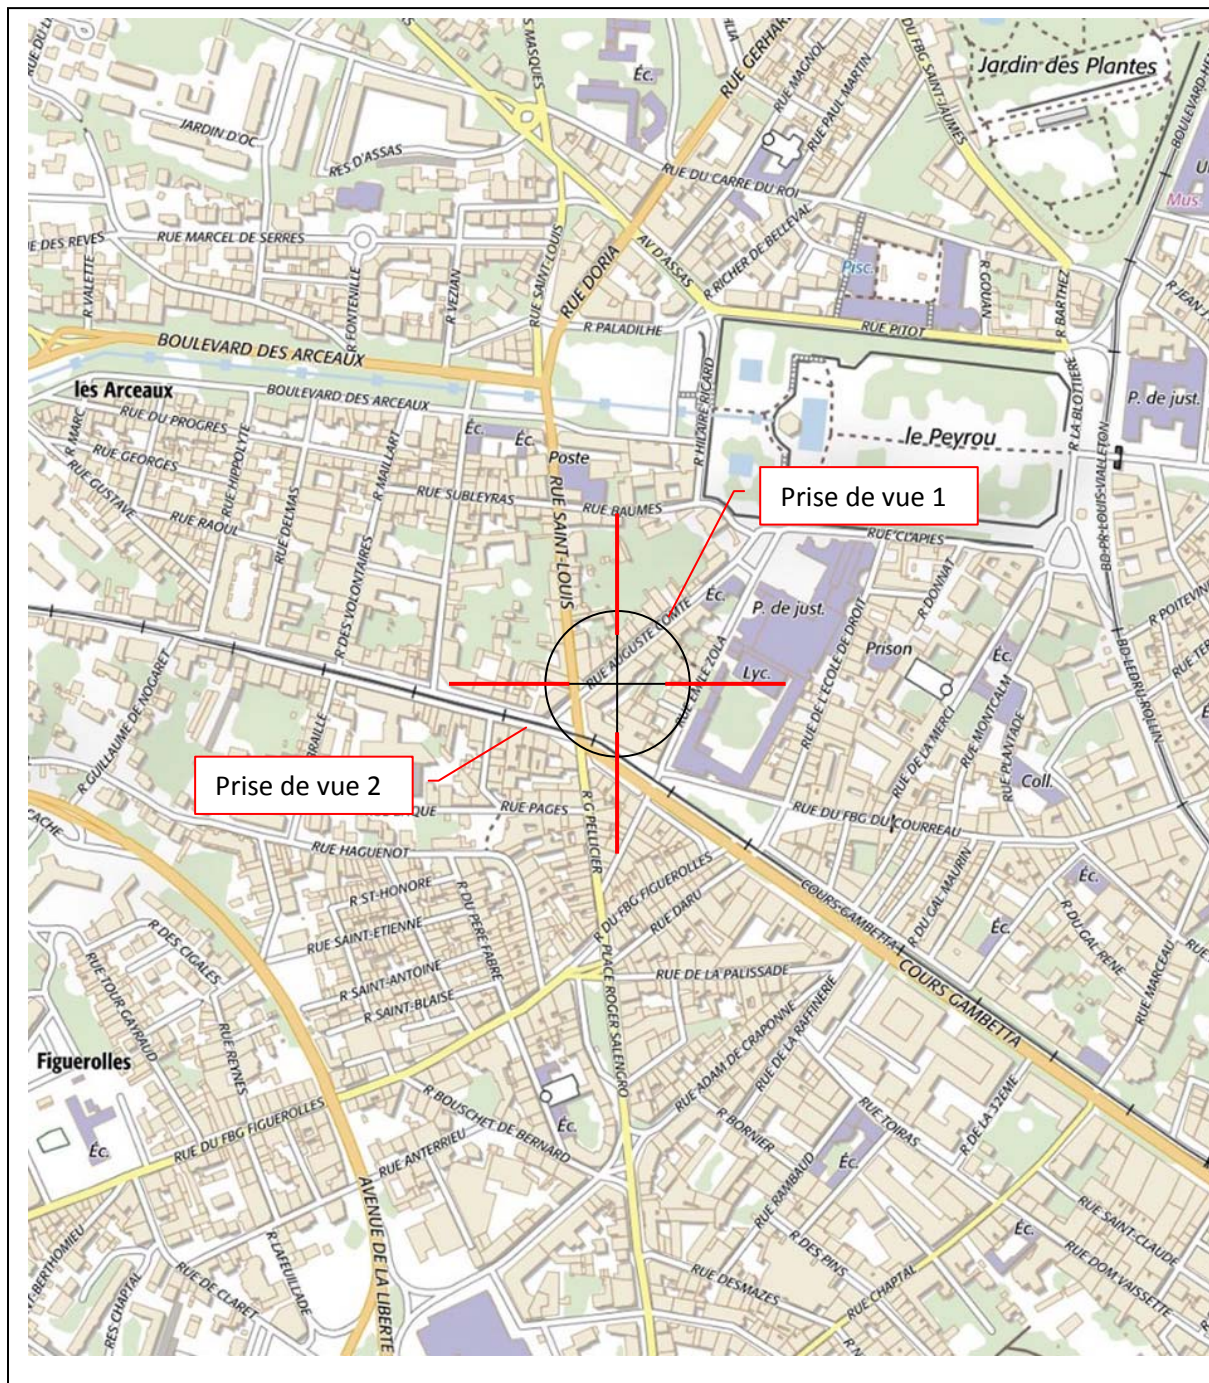 Jardin des Plantes
RUE GERHAR
RUE MAGNOL
RUE PAUL MARTIN
DU FBG SAINT-JAUMES
S MASQUES
Éc.
JARDIN D'OC
RES D'ASSAS
RUE DU CARRE DU ROI
Mus.
RUE MARCEL DE SERRES
RUE SAINT-LOUIS
RUE DORIA
AV D'ASSAS
R RICHER DE BELLEVAL
Pisc.
R GOUAN
R BARTHEZ
R VALETTE
R FONTENILLE
R VEZIAN
R PALADILHE
RUE PITOT
BOULEVARD DES ARCEAUX
les Arceaux
BOULEVARD DES ARCEAUX
R HILAIRE RICARD
R LA BLOTTIERE
P. de just.
RUE DU PROGRES
R MARC
RUE GEORGES
RUE HIPPOLYTE
R MAILLART
Éc.
Éc.
Poste
le Peyrou
BD PR LOUIS VIALLETON
RUE GUSTAVE
RUE RAOUL
RUE DELMAS
RUE SUBLEYRAS
RUE BAUMES
Prise de vue 1
RUE CLAPIES
R DES VOLONTAIRES
RUE SAINT-LOUIS
RUE AUGUSTE COMTE
Éc.
P. de just.
R DONNAT
R POITEVIN
Prison
Lyc.
RUE EMILE ZOLA
RUE DE L'ECOLE DE DROIT
Éc.
BD LEDRU-ROLLIN
R GUILLAUME DE NOGARET
RUE DE LA MERCI
RUE MONTCALM
RUE PLANTADE
Coll.
Prise de vue 2
RUE PAGES
R G PELLICIER
RUE DU FBG DU COURREAU
RUE HAGUENOT
R ST-HONORE
R DU PERE FABRE
R DU FBG FIGUEROLLES
RUE DARU
COURS GAMBETTA
R DU GAL MAURIN
Éc.
R DU GAL RENE
R DES CIGALES
RUE SAINT-ETIENNE
Éc.
RUE TOUR GAYRAUD
R SAINT-ANTOINE
R SAINT-BLAISE
PLACE ROGER SALENGRO
RUE DE LA PALISSADE
COURS GAMBETTA
RUE MARCEAU
Figuerolles
RUE REYNES
RUE ADAM DE CRAPONNE
RUE DE LA RAFFINERIE
R BOUSCHET DE BERNARD
Éc.
R BORNIER
RUE TOIRAS
R DE LA 32EME
Éc.
RUE DU FBG FIGUEROLLES
RUE ANTERRIEU
RUE RAMBAUD
Éc.
AVENUE DE LA LIBERTE
R LAFEUILLADE
R DES PINS
Éc.
RUE SAINT-CLAUDE
RUE DOM VAISSETTE
RUE DE CLARET
RES CHAPTAL
RUE DESMAZES
RUE CHAPTAL